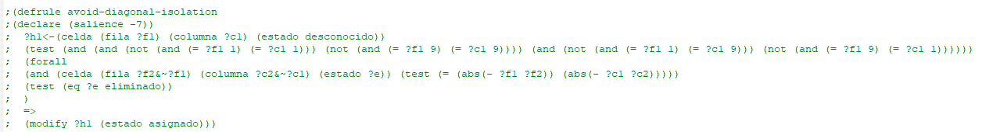 ;(defrule avoid-diagonal-isolation
;(declare (salience -7))
;  ?h1<-(celda (fila ?f1) (columna ?c1) (estado desconocido))
;  (test (and (and (not (and (= ?f1 1) (= ?c1 1))) (not (and (= ?f1 9) (= ?c1 9)))) (and (not (and (= ?f1 1) (= ?c1 9))) (not (and (= ?f1 9) (= ?c1 1))))))
;  (forall
;  (and (celda (fila ?f2&~?f1) (columna ?c2&~?c1) (estado ?e)) (test (= (abs(- ?f1 ?f2)) (abs(- ?c1 ?c2)))))
;  (test (eq ?e eliminado))
;  )
;  =>
;  (modify ?h1 (estado asignado)))